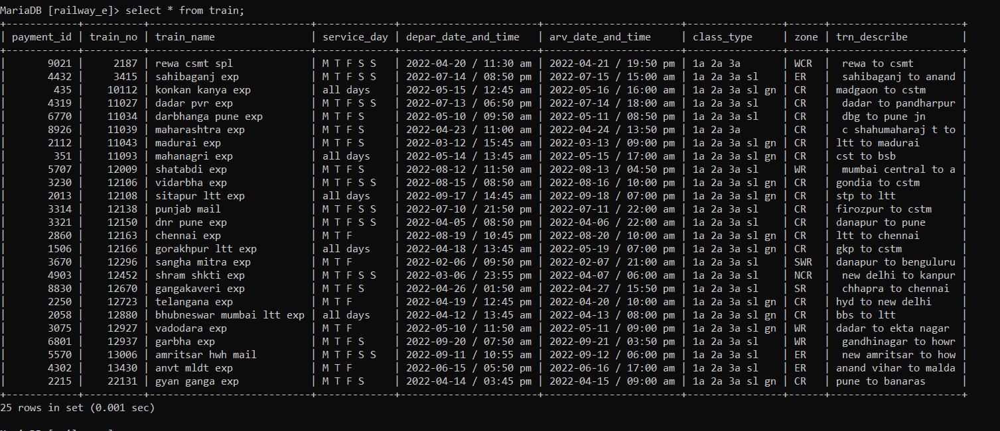 MariaDB [railway_e]> select * from train;
+------------+----------+--------------------------+-------------+-----------------------+-----------------------+---------------+------+----------------------+
| payment_id | train_no | train_name | service_day | depar_date_and_time | arv_date_and_time | class_type | zone | trn_describe |
+------------+----------+--------------------------+-------------+-----------------------+-----------------------+---------------+------+----------------------+
| 9021 | 2187 | rewa csmt spl | M T F S S | 2022-04-20 / 11:30 am | 2022-04-21 / 19:50 pm | 1a 2a 3a | WCR | rewa to csmt |
| 4432 | 3415 | sahibaganj exp | M T F S S | 2022-07-14 / 08:50 pm | 2022-07-15 / 15:00 am | 1a 2a 3a sl | ER | sahibaganj to anand |
| 435 | 10112 | konkan kanya exp | all days | 2022-05-15 / 12:45 am | 2022-05-16 / 16:00 am | 1a 2a 3a sl gn | CR | madgaon to cstm |
| 4319 | 11027 | dadar pvr exp | M T F S S | 2022-07-13 / 06:50 pm | 2022-07-14 / 18:00 am | 1a 2a 3a sl | CR | dadar to pandharpur |
| 6770 | 11034 | darbhanga pune exp | M T F S | 2022-05-10 / 09:50 am | 2022-05-11 / 08:50 pm | 1a 2a 3a sl | CR | dbg to pune jn |
| 8926 | 11039 | maharashtra exp | M T F S | 2022-04-23 / 11:00 am | 2022-04-24 / 13:50 pm | 1a 2a 3a | CR | c shahumaharaj t to |
| 2112 | 11043 | madurai exp | M T F S | 2022-03-12 / 15:45 am | 2022-03-13 / 09:00 pm | 1a 2a 3a sl gn | CR | ltt to madurai |
| 351 | 11093 | mahanagri exp | all days | 2022-05-14 / 13:45 am | 2022-05-15 / 17:00 am | 1a 2a 3a sl gn | CR | cst to bsb |
| 5707 | 12009 | shatabdi exp | M T F S | 2022-08-12 / 11:50 am | 2022-08-13 / 04:50 pm | 1a 2a 3a sl | WR | mumbai central to a |
| 3230 | 12106 | vidarbha exp | M T F S S | 2022-08-15 / 08:50 am | 2022-08-16 / 10:00 pm | 1a 2a 3a sl gn | CR | gondia to cstm |
| 2013 | 12108 | sitapur ltt exp | all days | 2022-09-17 / 14:45 am | 2022-09-18 / 07:00 pm | 1a 2a 3a sl gn | CR | stp to ltt |
| 3314 | 12138 | punjab mail | M T F S S | 2022-07-10 / 21:50 pm | 2022-07-11 / 22:00 am | 1a 2a 3a sl | CR | firozpur to cstm |
| 3321 | 12150 | dnr pune exp | M T F S S | 2022-04-05 / 08:50 pm | 2022-04-06 / 22:00 am | 1a 2a 3a sl | CR | danapur to pune |
| 2860 | 12163 | chennai exp | M T F | 2022-08-19 / 10:45 pm | 2022-08-20 / 10:00 am | 1a 2a 3a sl gn | CR | ltt to chennai |
| 1506 | 12166 | gorakhpur ltt exp | all days | 2022-04-18 / 13:45 am | 2022-05-19 / 07:00 pm | 1a 2a 3a sl gn | CR | gkp to cstm |
| 3670 | 12296 | sangha mitra exp | M T F | 2022-02-06 / 09:50 pm | 2022-02-07 / 21:00 am | 1a 2a 3a sl | SWR | danapur to benguluru |
| 4903 | 12452 | shram shkti exp | M T F S S | 2022-03-06 / 23:55 pm | 2022-04-07 / 06:00 am | 1a 2a 3a sl | NCR | new delhi to kanpur |
| 8830 | 12670 | gangakaveri exp | M T F S | 2022-04-26 / 01:50 am | 2022-04-27 / 15:50 pm | 1a 2a 3a sl | SR | chhapra to chennai |
| 2250 | 12723 | telangana exp | M T F | 2022-04-19 / 12:45 pm | 2022-04-20 / 10:00 am | 1a 2a 3a sl gn | CR | hyd to new delhi |
| 2058 | 12880 | bhubneswar mumbai ltt exp | all days | 2022-04-12 / 13:45 am | 2022-04-13 / 08:00 pm | 1a 2a 3a sl gn | CR | bbs to ltt |
| 3075 | 12927 | vadodara exp | M T F | 2022-05-10 / 11:50 am | 2022-05-11 / 09:00 pm | 1a 2a 3a sl gn | WR | dadar to ekta nagar |
| 6801 | 12937 | garbha exp | M T F S | 2022-09-20 / 07:50 am | 2022-09-21 / 03:50 pm | 1a 2a 3a sl | WR | gandhinagar to howr |
| 5570 | 13006 | amritsar hwh mail | M T F S S | 2022-09-11 / 10:55 am | 2022-09-12 / 06:00 pm | 1a 2a 3a sl | ER | new amritsar to how |
| 4302 | 13430 | anvt mldt exp | M T F | 2022-06-15 / 05:50 pm | 2022-06-16 / 17:00 am | 1a 2a 3a sl | ER | anand vihar to malda |
| 2215 | 22131 | gyan ganga exp | M T F S | 2022-04-14 / 03:45 pm | 2022-04-15 / 09:00 am | 1a 2a 3a sl gn | CR | pune to banaras |
+------------+----------+--------------------------+-------------+-----------------------+-----------------------+---------------+------+----------------------+
25 rows in set (0.001 sec)